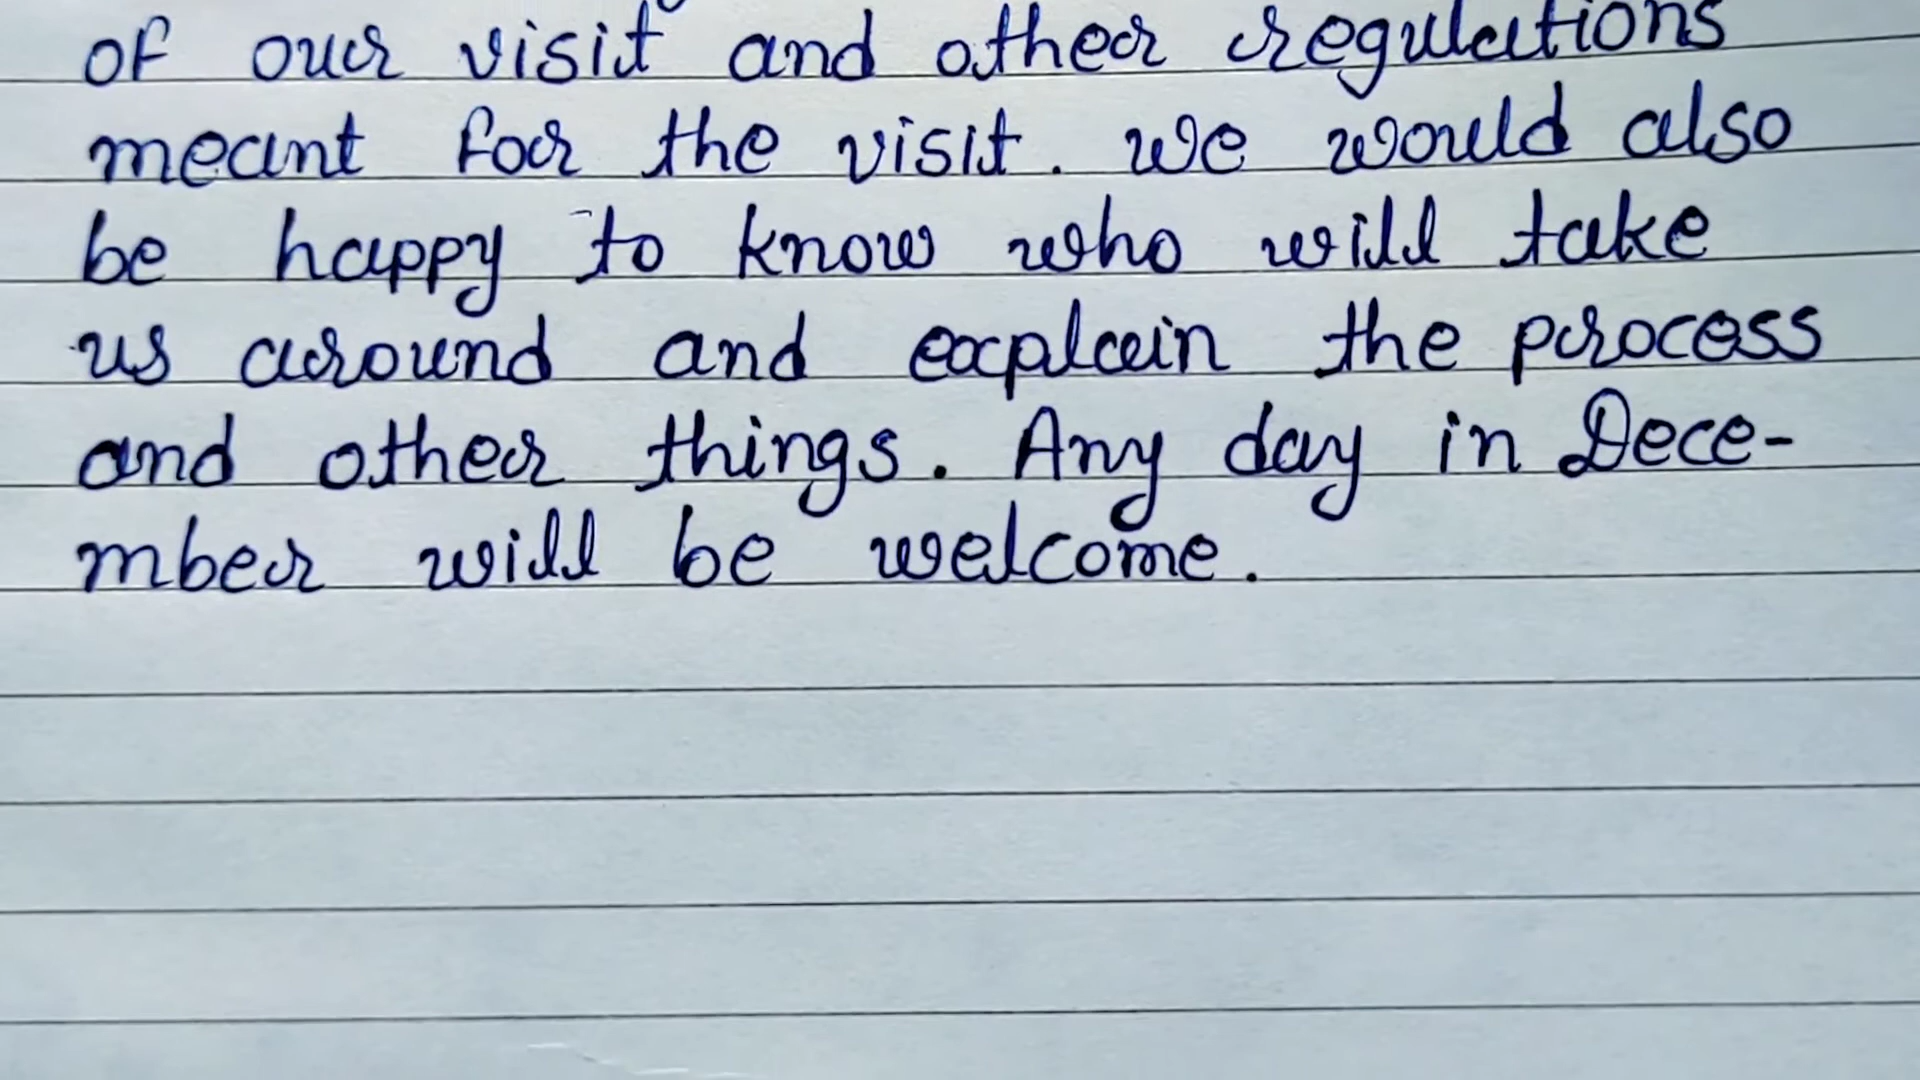 of our visit and other regulations
meant for the visit. we would also
be happy to know who will take
us around and explain the process
and other things. Any day in Dece-
mber will be welcome.